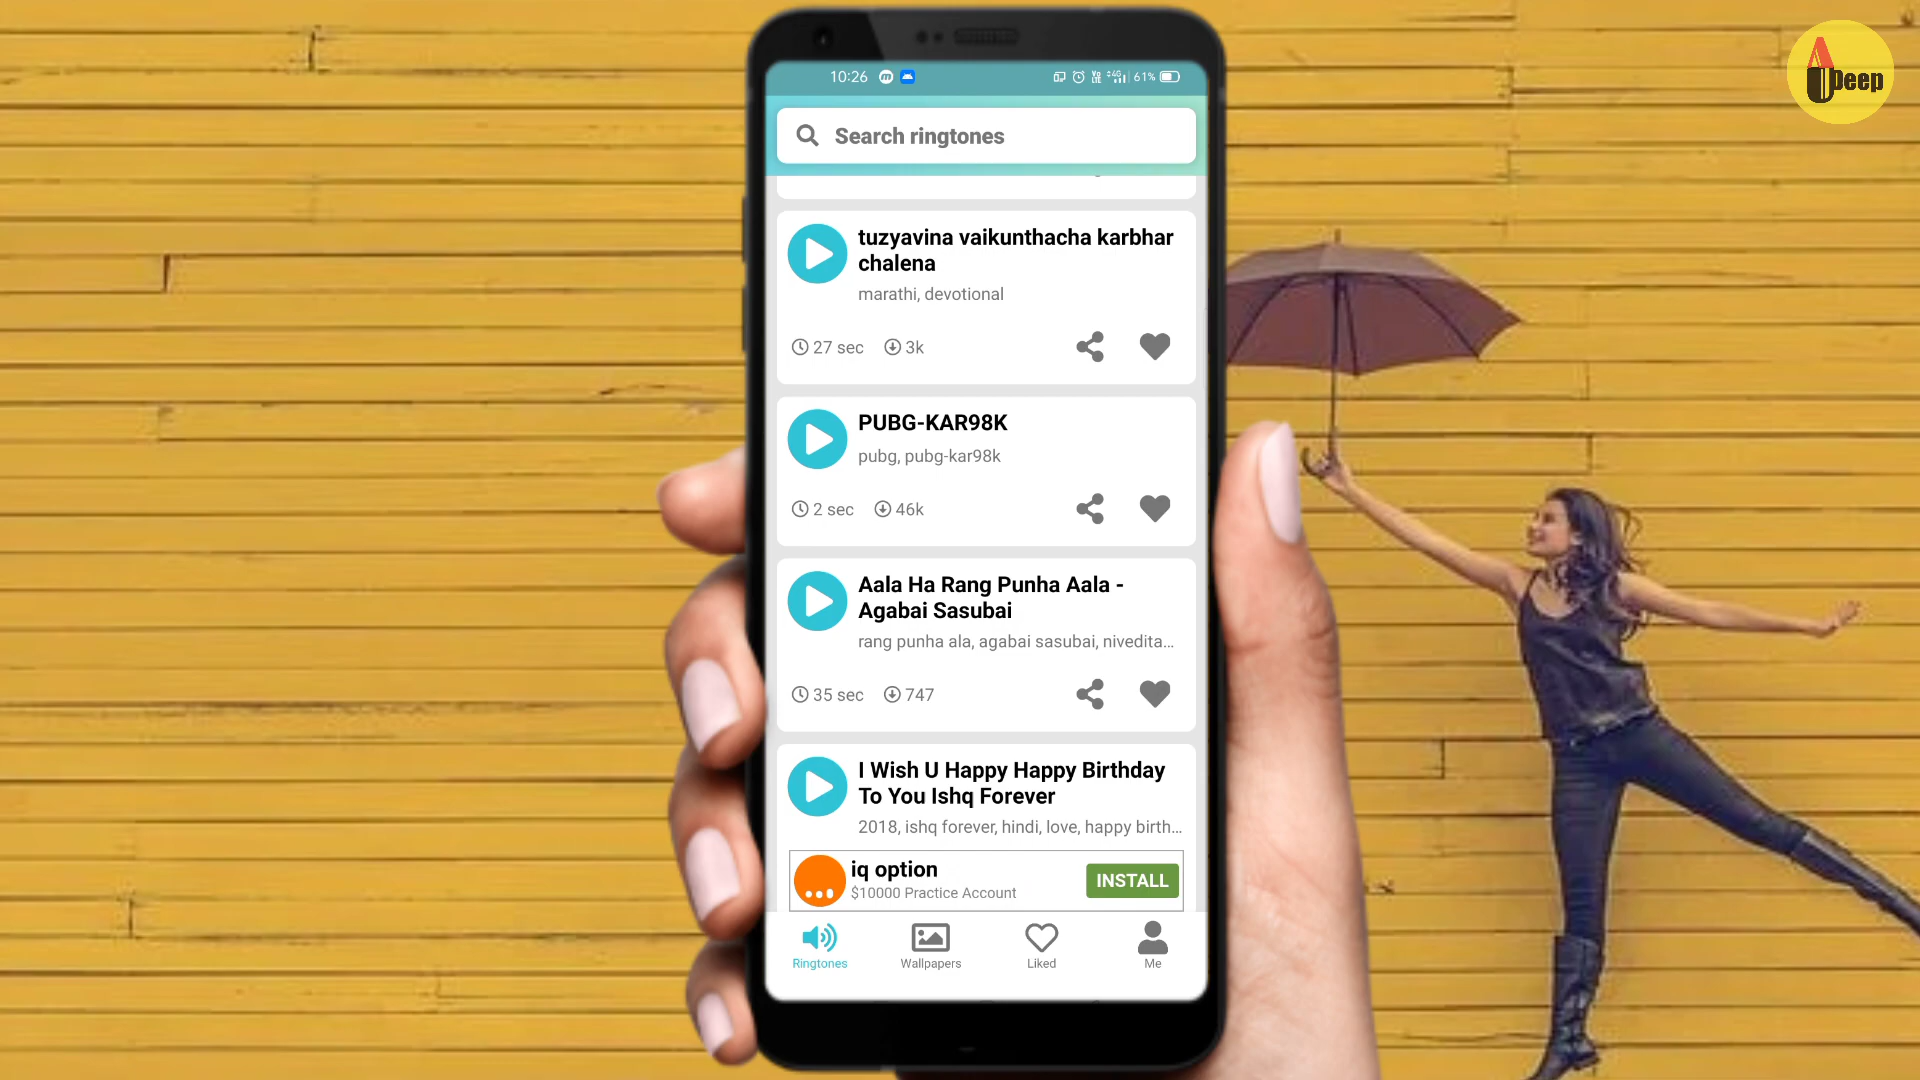 10:26 61%
Search ringtones
tuzyavina vaikunthacha karbhar
chalena
marathi, devotional
27 sec 3k
PUBG-KAR98K
pubg, pubg-kar98k
2 sec 46k
Aala Ha Rang Punha Aala -
Agabai Sasubai
rang punha ala, agabai sasubai, nivedita...
35 sec 747
I Wish U Happy Happy Birthday
To You Ishq Forever
2018, ishq forever, hindi, love, happy birth...
iq option
$10000 Practice Account
INSTALL
Ringtones Wallpapers Liked Me
Deep